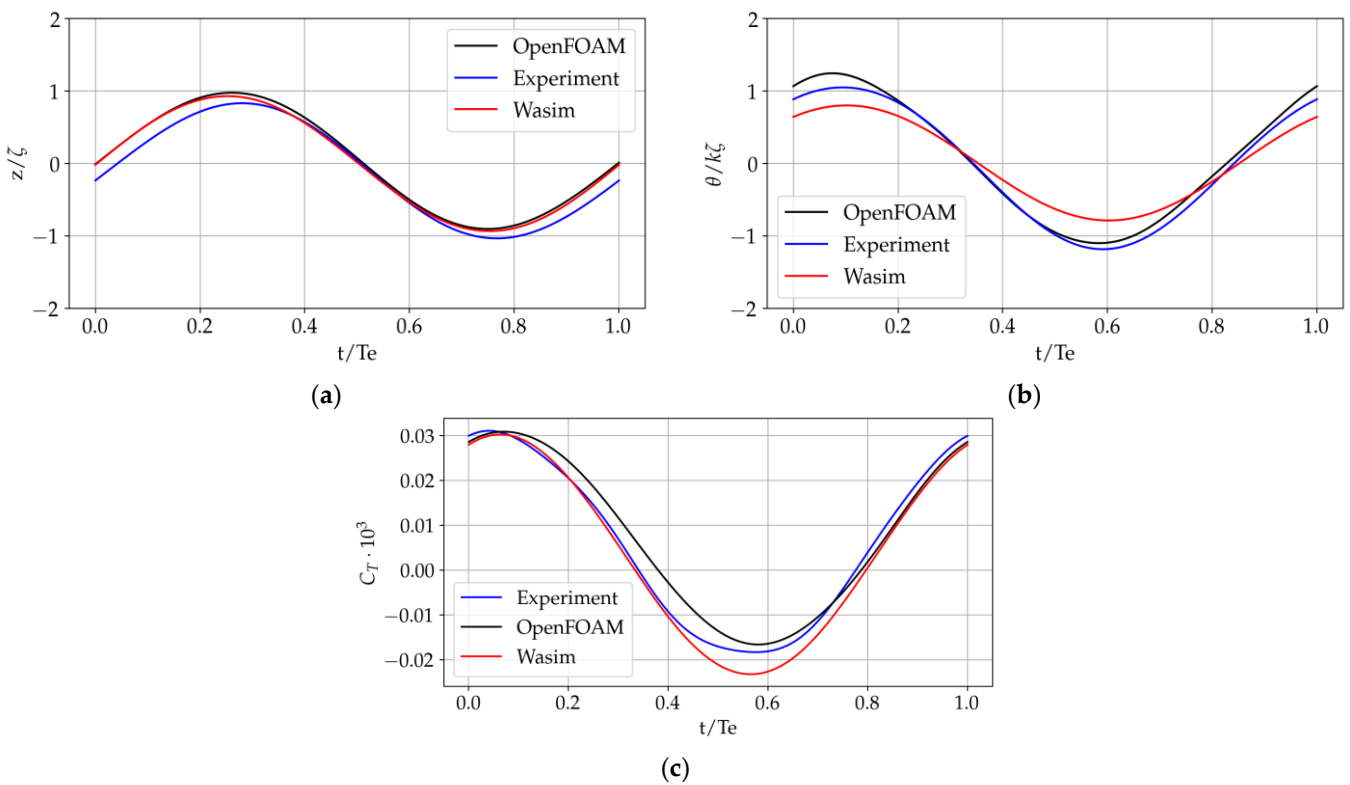 2
1
0
−1
−2
z/ζ
OpenFOAM
Experiment
Wasim
0.0 0.2 0.4 0.6 0.8 1.0
t/Te
(a)
2
1
0
−1
−2
θ/kζ
OpenFOAM
Experiment
Wasim
0.0 0.2 0.4 0.6 0.8 1.0
t/Te
(b)
0.03
0.02
0.01
0.00
−0.01
−0.02
C_T · 10³
Experiment
OpenFOAM
Wasim
0.0 0.2 0.4 0.6 0.8 1.0
t/Te
(c)